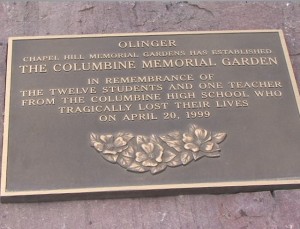 OLINGER
CHAPEL HILL MEMORIAL GARDENS HAS ESTABLISHED
THE COLUMBINE MEMORIAL GARDEN
IN REMEMBRANCE OF
THE TWELVE STUDENTS AND ONE TEACHER
FROM THE COLUMBINE HIGH SCHOOL WHO
TRAGICALLY LOST THEIR LIVES
ON APRIL 20, 1999